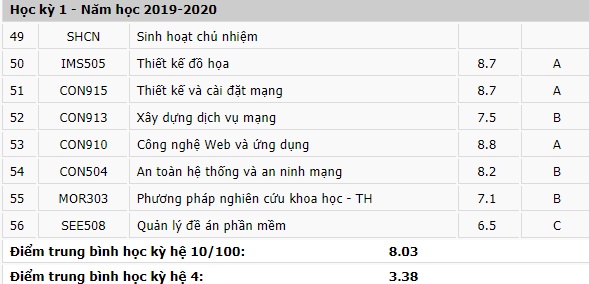 Học kỳ 1 - Năm học 2019-2020
49 SHCN Sinh hoạt chủ nhiệm
50 IMS505 Thiết kế đồ họa 8.7 A
51 CON915 Thiết kế và cài đặt mạng 8.7 A
52 CON913 Xây dựng dịch vụ mạng 7.5 B
53 CON910 Công nghệ Web và ứng dụng 8.8 A
54 CON504 An toàn hệ thống và an ninh mạng 8.2 B
55 MOR303 Phương pháp nghiên cứu khoa học - TH 7.1 B
56 SEE508 Quản lý đề án phần mềm 6.5 C
Điểm trung bình học kỳ hệ 10/100: 8.03
Điểm trung bình học kỳ hệ 4: 3.38